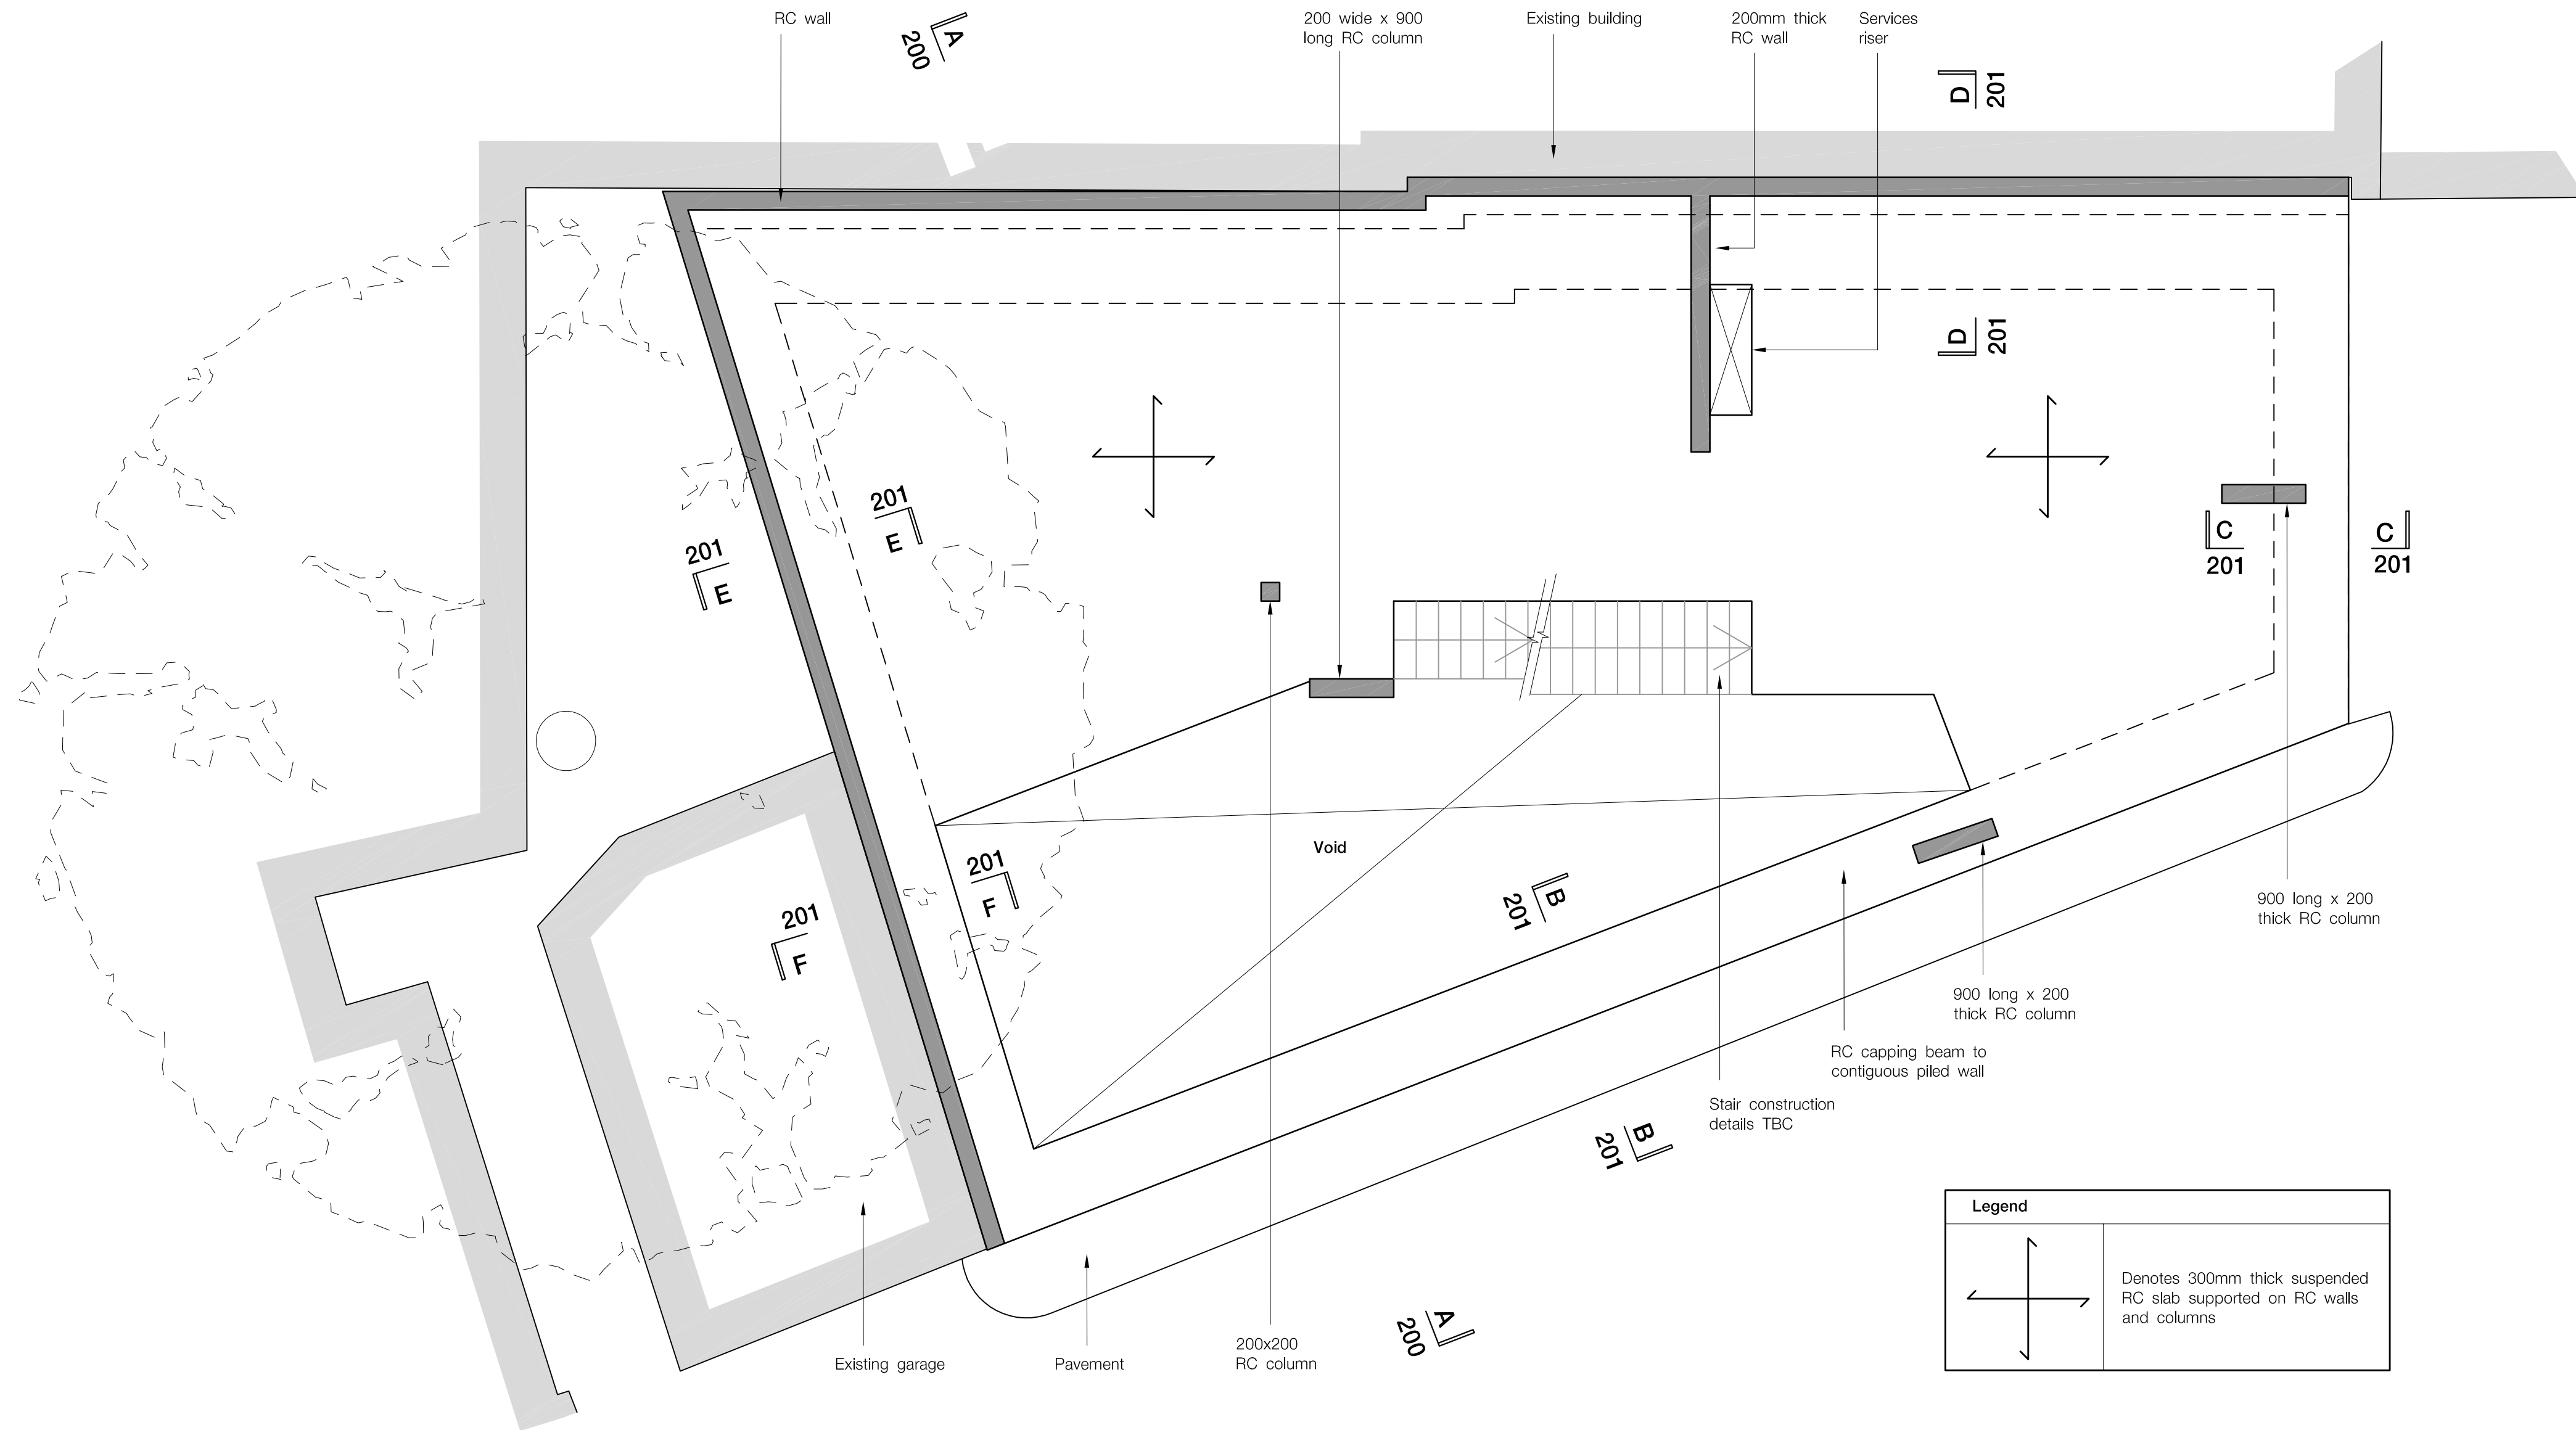 RC wall
200 wide x 900
long RC column
Existing building
200mm thick
RC wall
Services
riser
A
200
D
201
D
201
201
E
201
E
C
201
C
201
201
F
201
F
Void
B
201
900 long x 200
thick RC column
900 long x 200
thick RC column
RC capping beam to
contiguous piled wall
Stair construction
details TBC
B
201
A
200
Existing garage
Pavement
200x200
RC column
Legend
Denotes 300mm thick suspended
RC slab supported on RC walls
and columns